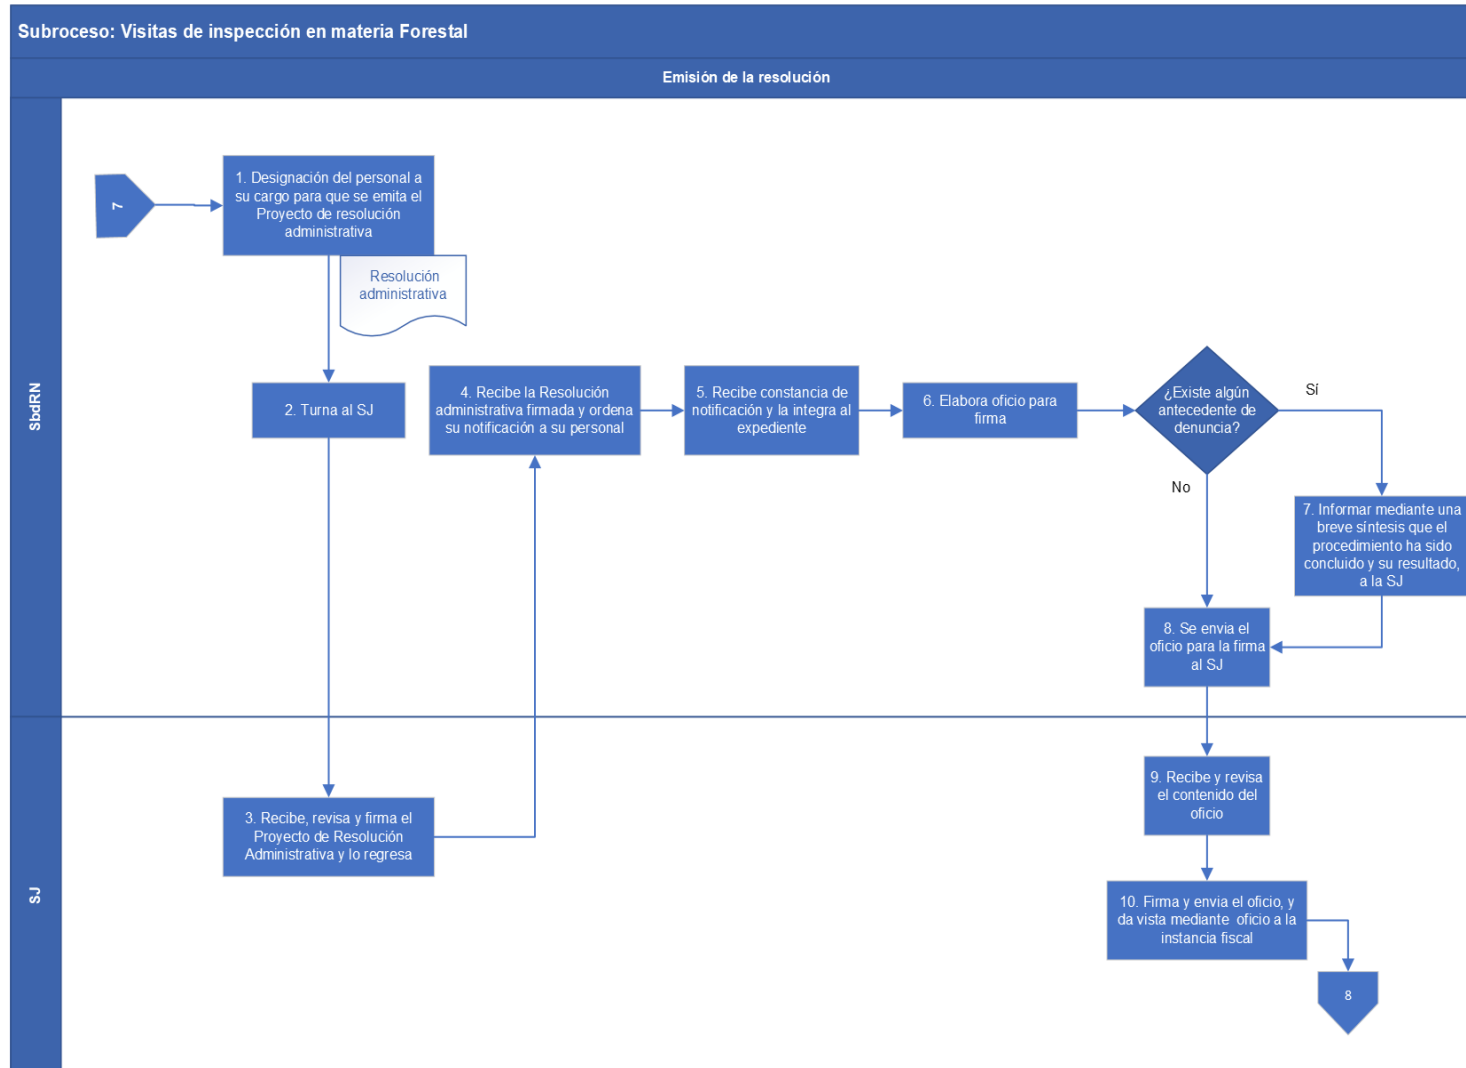 Subroceso: Visitas de inspección en materia Forestal
Emisión de la resolución
SbdRN
7
1. Designación del personal a
su cargo para que se emita el
Proyecto de resolución
administrativa
Resolución
administrativa
2. Turna al SJ
4. Recibe la Resolución
administrativa firmada y ordena
su notificación a su personal
5. Recibe constancia de
notificación y la integra al
expediente
6. Elabora oficio para
firma
¿Existe algún
antecedente de
denuncia?
Sí
No
7. Informar mediante una
breve síntesis que el
procedimiento ha sido
concluido y su resultado,
a la SJ
8. Se envia el
oficio para la firma
al SJ
SJ
3. Recibe, revisa y firma el
Proyecto de Resolución
Administrativa y lo regresa
9. Recibe y revisa
el contenido del
oficio
10. Firma y envia el oficio, y
da vista mediante oficio a la
instancia fiscal
8